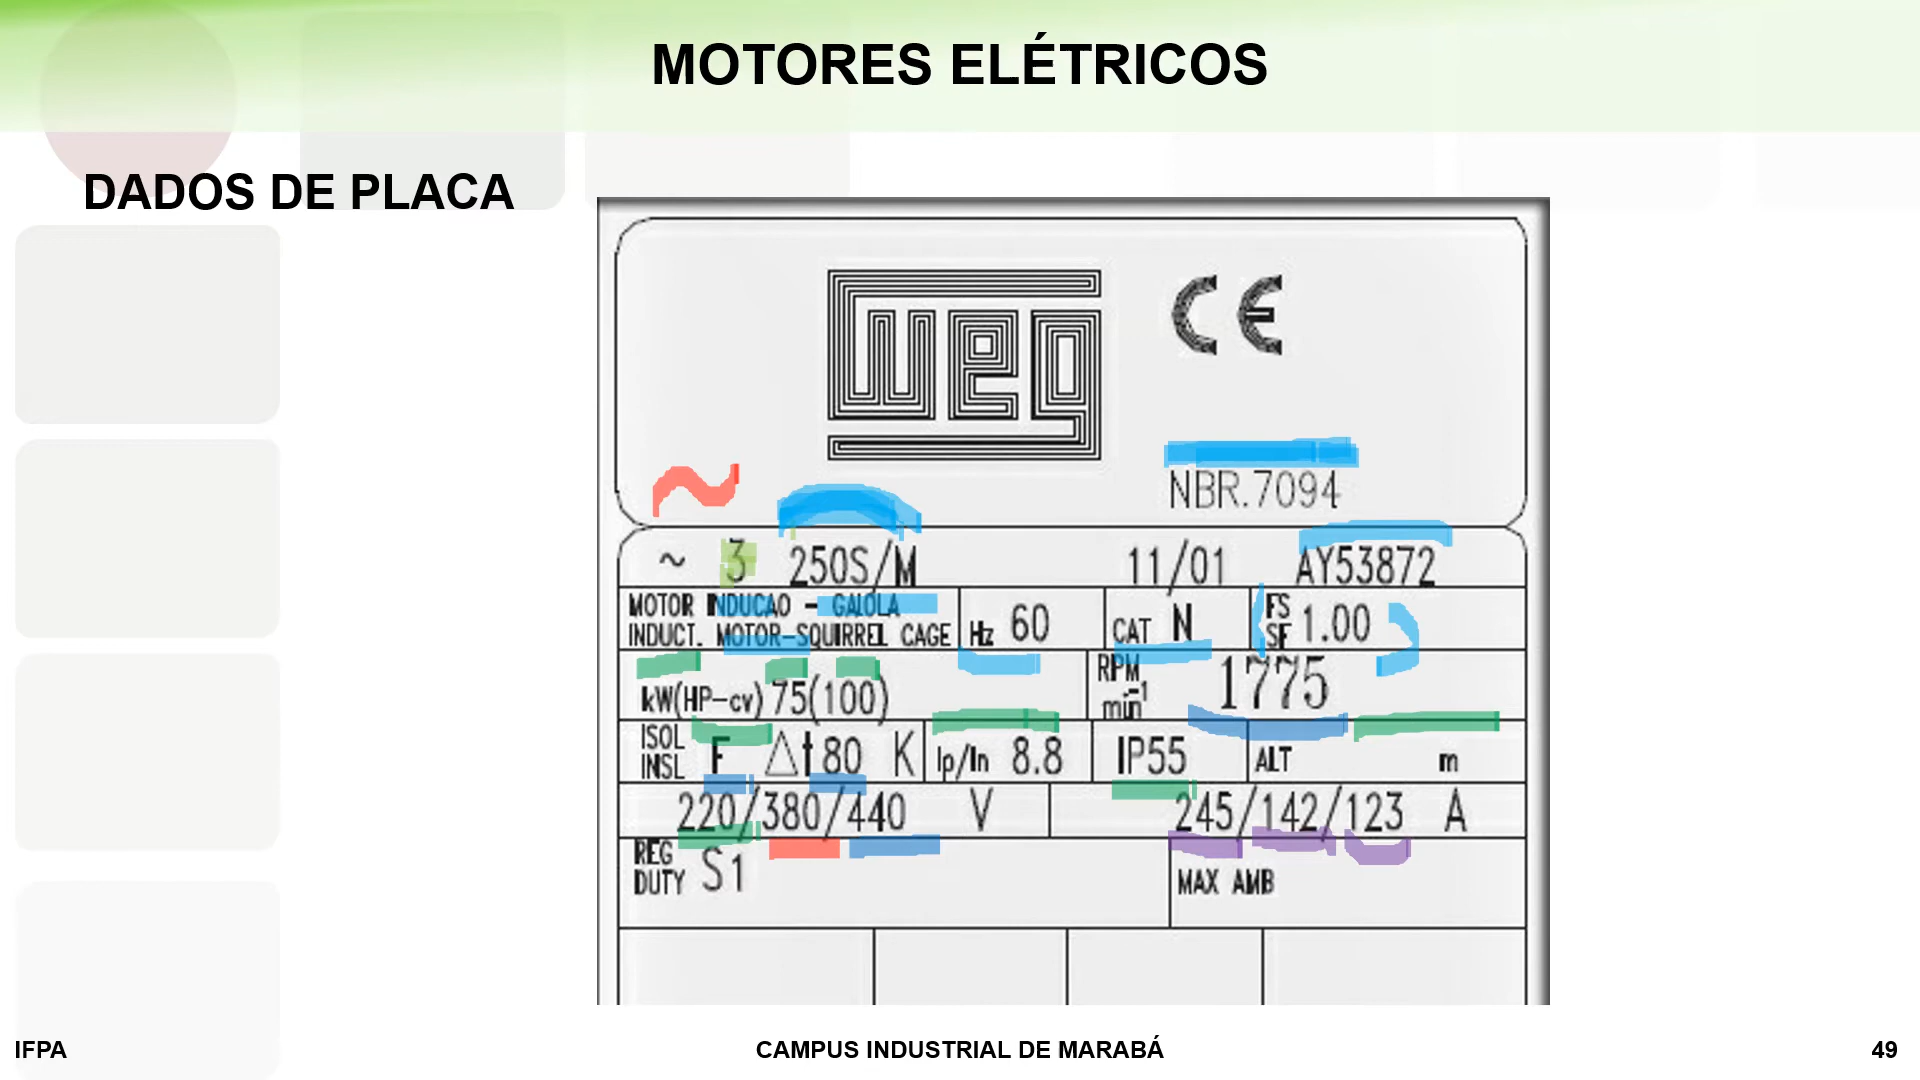 MOTORES ELÉTRICOS
DADOS DE PLACA
weg CE
NBR.7094
~ 3 250S/M 11/01 AY53872
MOTOR INDUCAO - GAIOLA
INDUCT. MOTOR-SQUIRREL CAGE
Hz 60
CAT N
FS
SF 1.00
kW(HP-cv) 75(100)
RPM
min-1 1775
ISOL
INSL F Δt 80 K
Ip/In 8.8
IP55
ALT m
220/380/440 V
245/142/123 A
REG
DUTY S1
MAX AMB
IFPA CAMPUS INDUSTRIAL DE MARABÁ 49